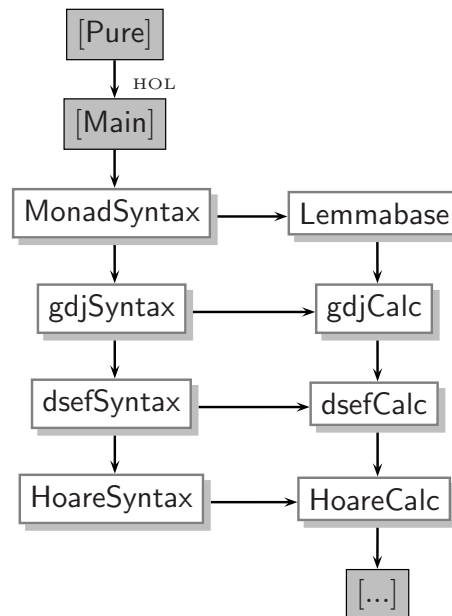 [Pure]
HOL
[Main]
MonadSyntax
Lemmabase
gdjSyntax
gdjCalc
dsefSyntax
dsefCalc
HoareSyntax
HoareCalc
[...]